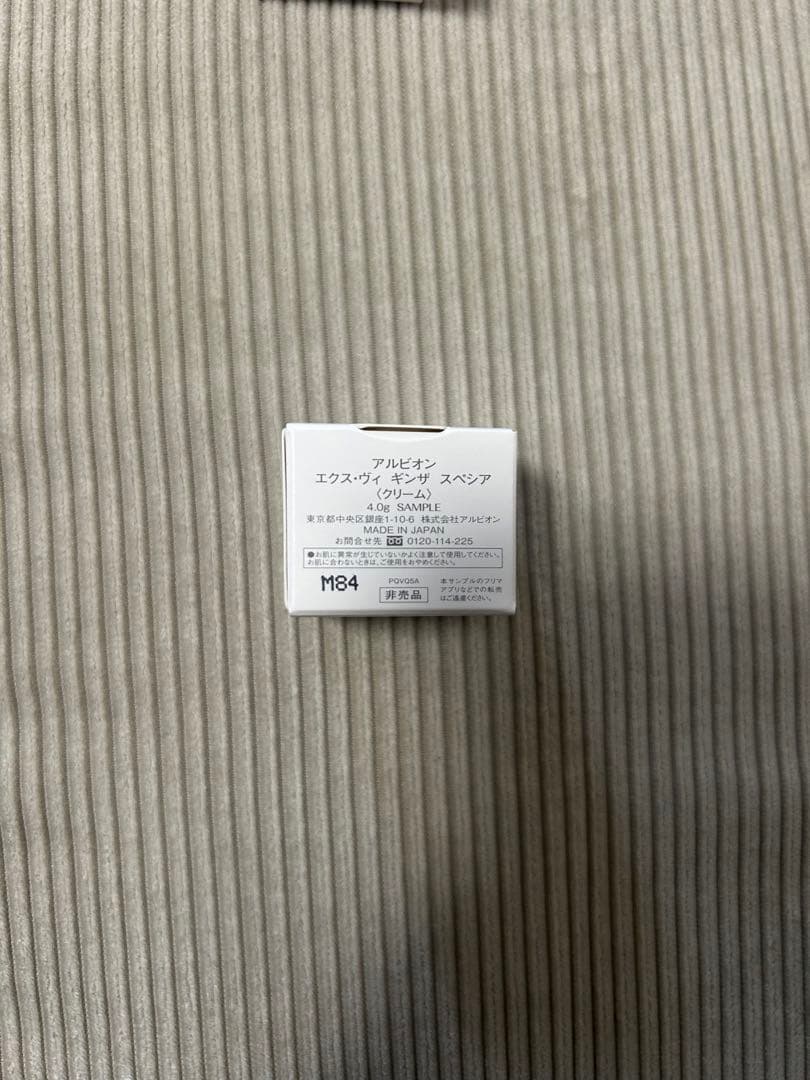 アルビオン
エクス・ヴィ ギンザ スペシア
〈クリーム〉
4.0g SAMPLE
東京都中央区銀座1-10-6 株式会社アルビオン
MADE IN JAPAN
お問合せ先 0120-114-225
●お肌に異常が生じていないかよく注意して使用してください。
お肌に合わないときは、ご使用をおやめください。
M84
PQVQ5A
非売品
本サンプルのフリマ
アプリなどでの転売
はご遠慮ください。